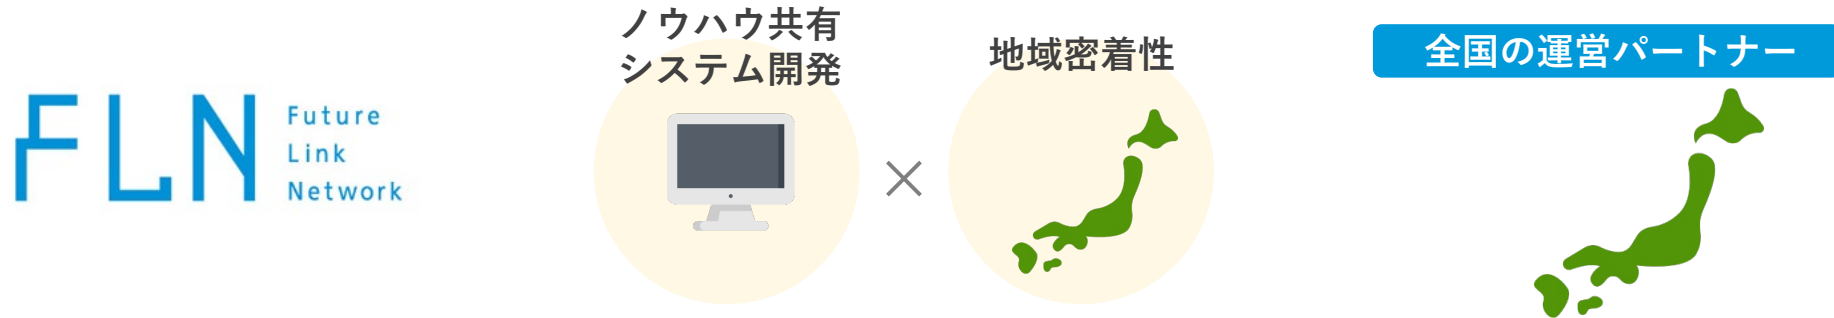 FLN
Future
Link
Network
ノウハウ共有
システム開発
×
地域密着性
全国の運営パートナー